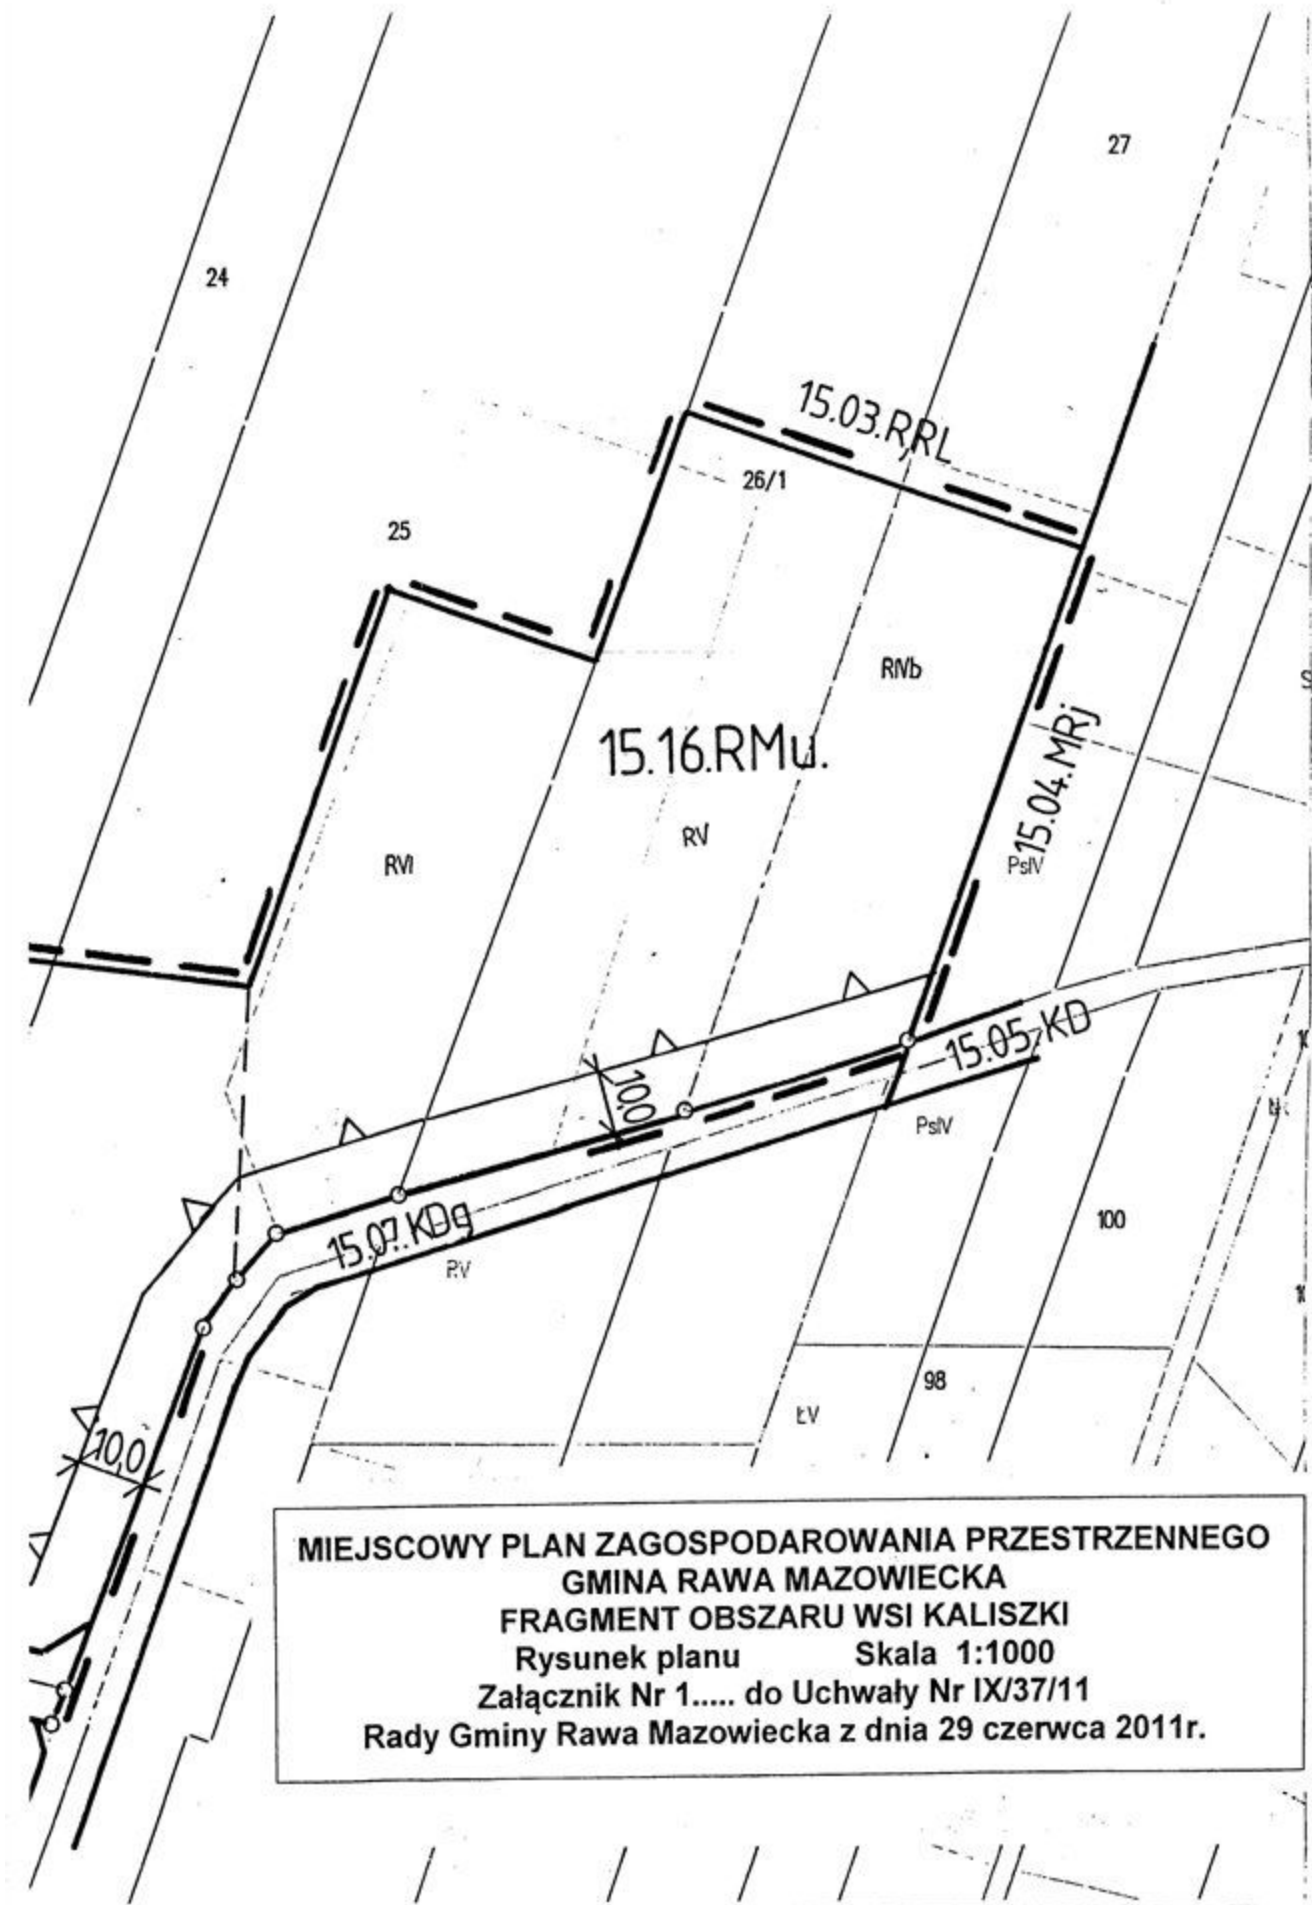 27
24
15.03.R,RL
26/1
25
RIVb
15.16.RMu.
15.04.MRj
RV
RVI
PsIV
15.05.KD
10,0
PsIV
100
15.07.KDg
RV
98
ŁV
10,0
MIEJSCOWY PLAN ZAGOSPODAROWANIA PRZESTRZENNEGO
GMINA RAWA MAZOWIECKA
FRAGMENT OBSZARU WSI KALISZKI
Rysunek planu Skala 1:1000
Załącznik Nr 1..... do Uchwały Nr IX/37/11
Rady Gminy Rawa Mazowiecka z dnia 29 czerwca 2011r.